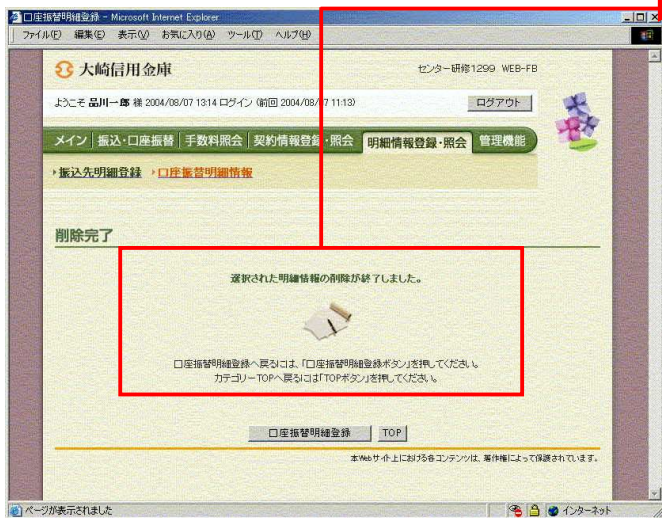 口座振替明細登録 - Microsoft Internet Explorer
ファイル(F) 編集(E) 表示(V) お気に入り(A) ツール(T) ヘルプ(H)
大崎信用金庫
センター研修1299 WEB-FB
ようこそ 品川一郎 様 2004/08/07 13:14 ログイン (前回 2004/08/07 11:13)
ログアウト
メイン 振込・口座振替 手数料照会 契約情報登録・照会 明細情報登録・照会 管理機能
振込先明細登録 口座振替明細情報
削除完了
選択された明細情報の削除が終了しました。
口座振替明細登録へ戻るには、「口座振替明細登録ボタン」を押してください。
カテゴリーTOPへ戻るには「TOPボタン」を押してください。
口座振替明細登録 TOP
本Webサイト上における各コンテンツは、著作権によって保護されています。
ページが表示されました
インターネット